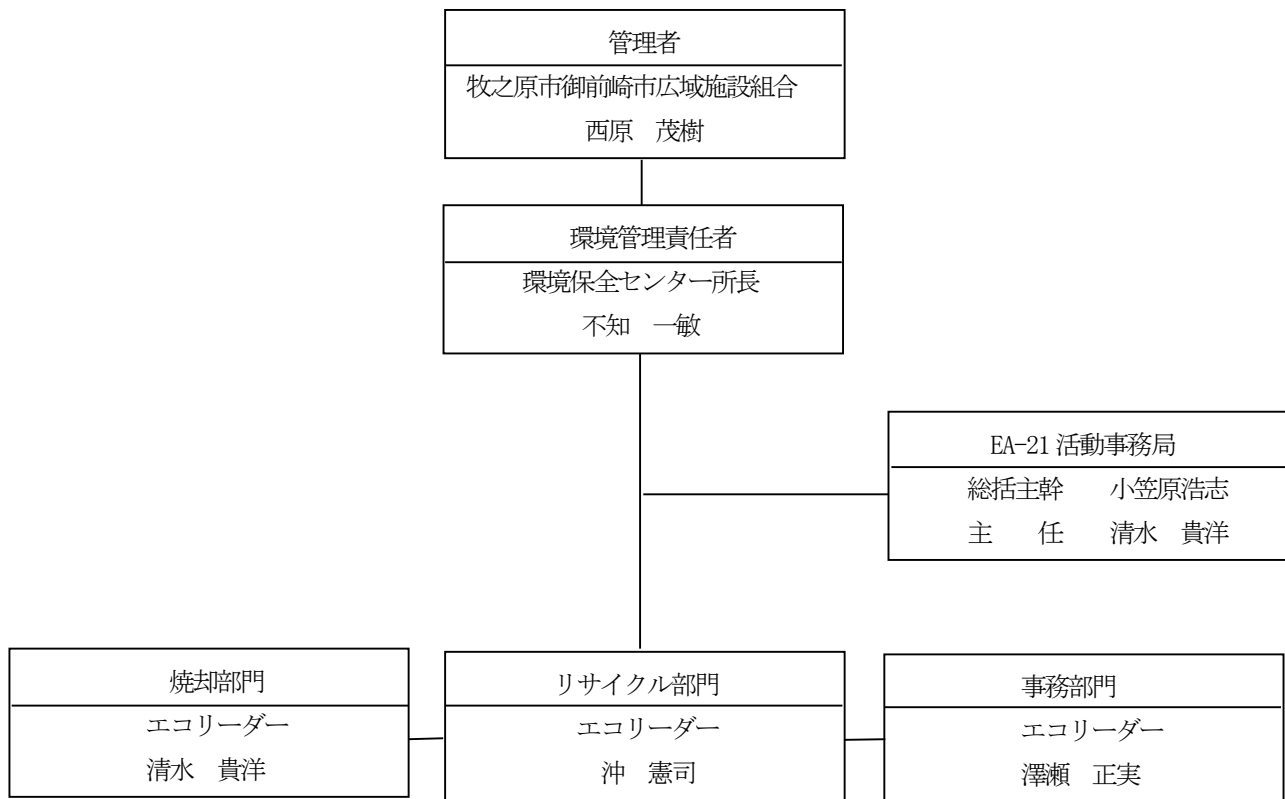 管理者
牧之原市御前崎市広域施設組合
西原　茂樹
環境管理責任者
環境保全センター所長
不知　一敏
EA-21 活動事務局
総括主幹　小笠原浩志
主　任　清水　貴洋
焼却部門
エコリーダー
清水　貴洋
リサイクル部門
エコリーダー
沖　憲司
事務部門
エコリーダー
澤瀬　正実